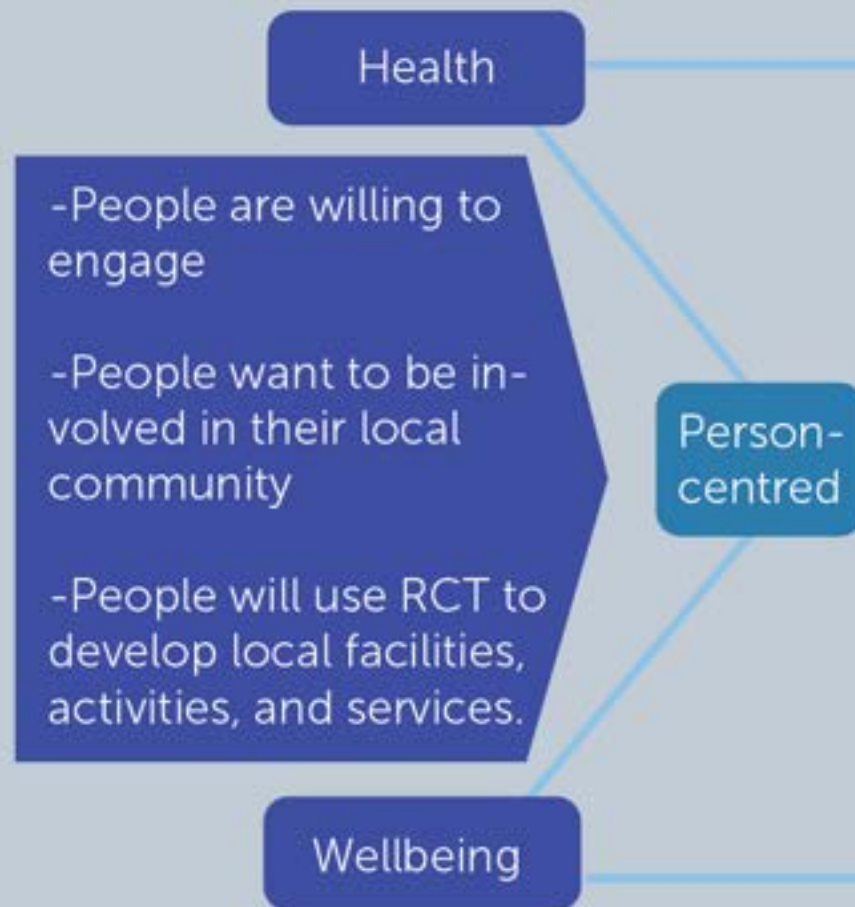 Health
-People are willing to
engage
-People want to be in-
volved in their local
community
-People will use RCT to
develop local facilities,
activities, and services.
Person-
centred
Wellbeing